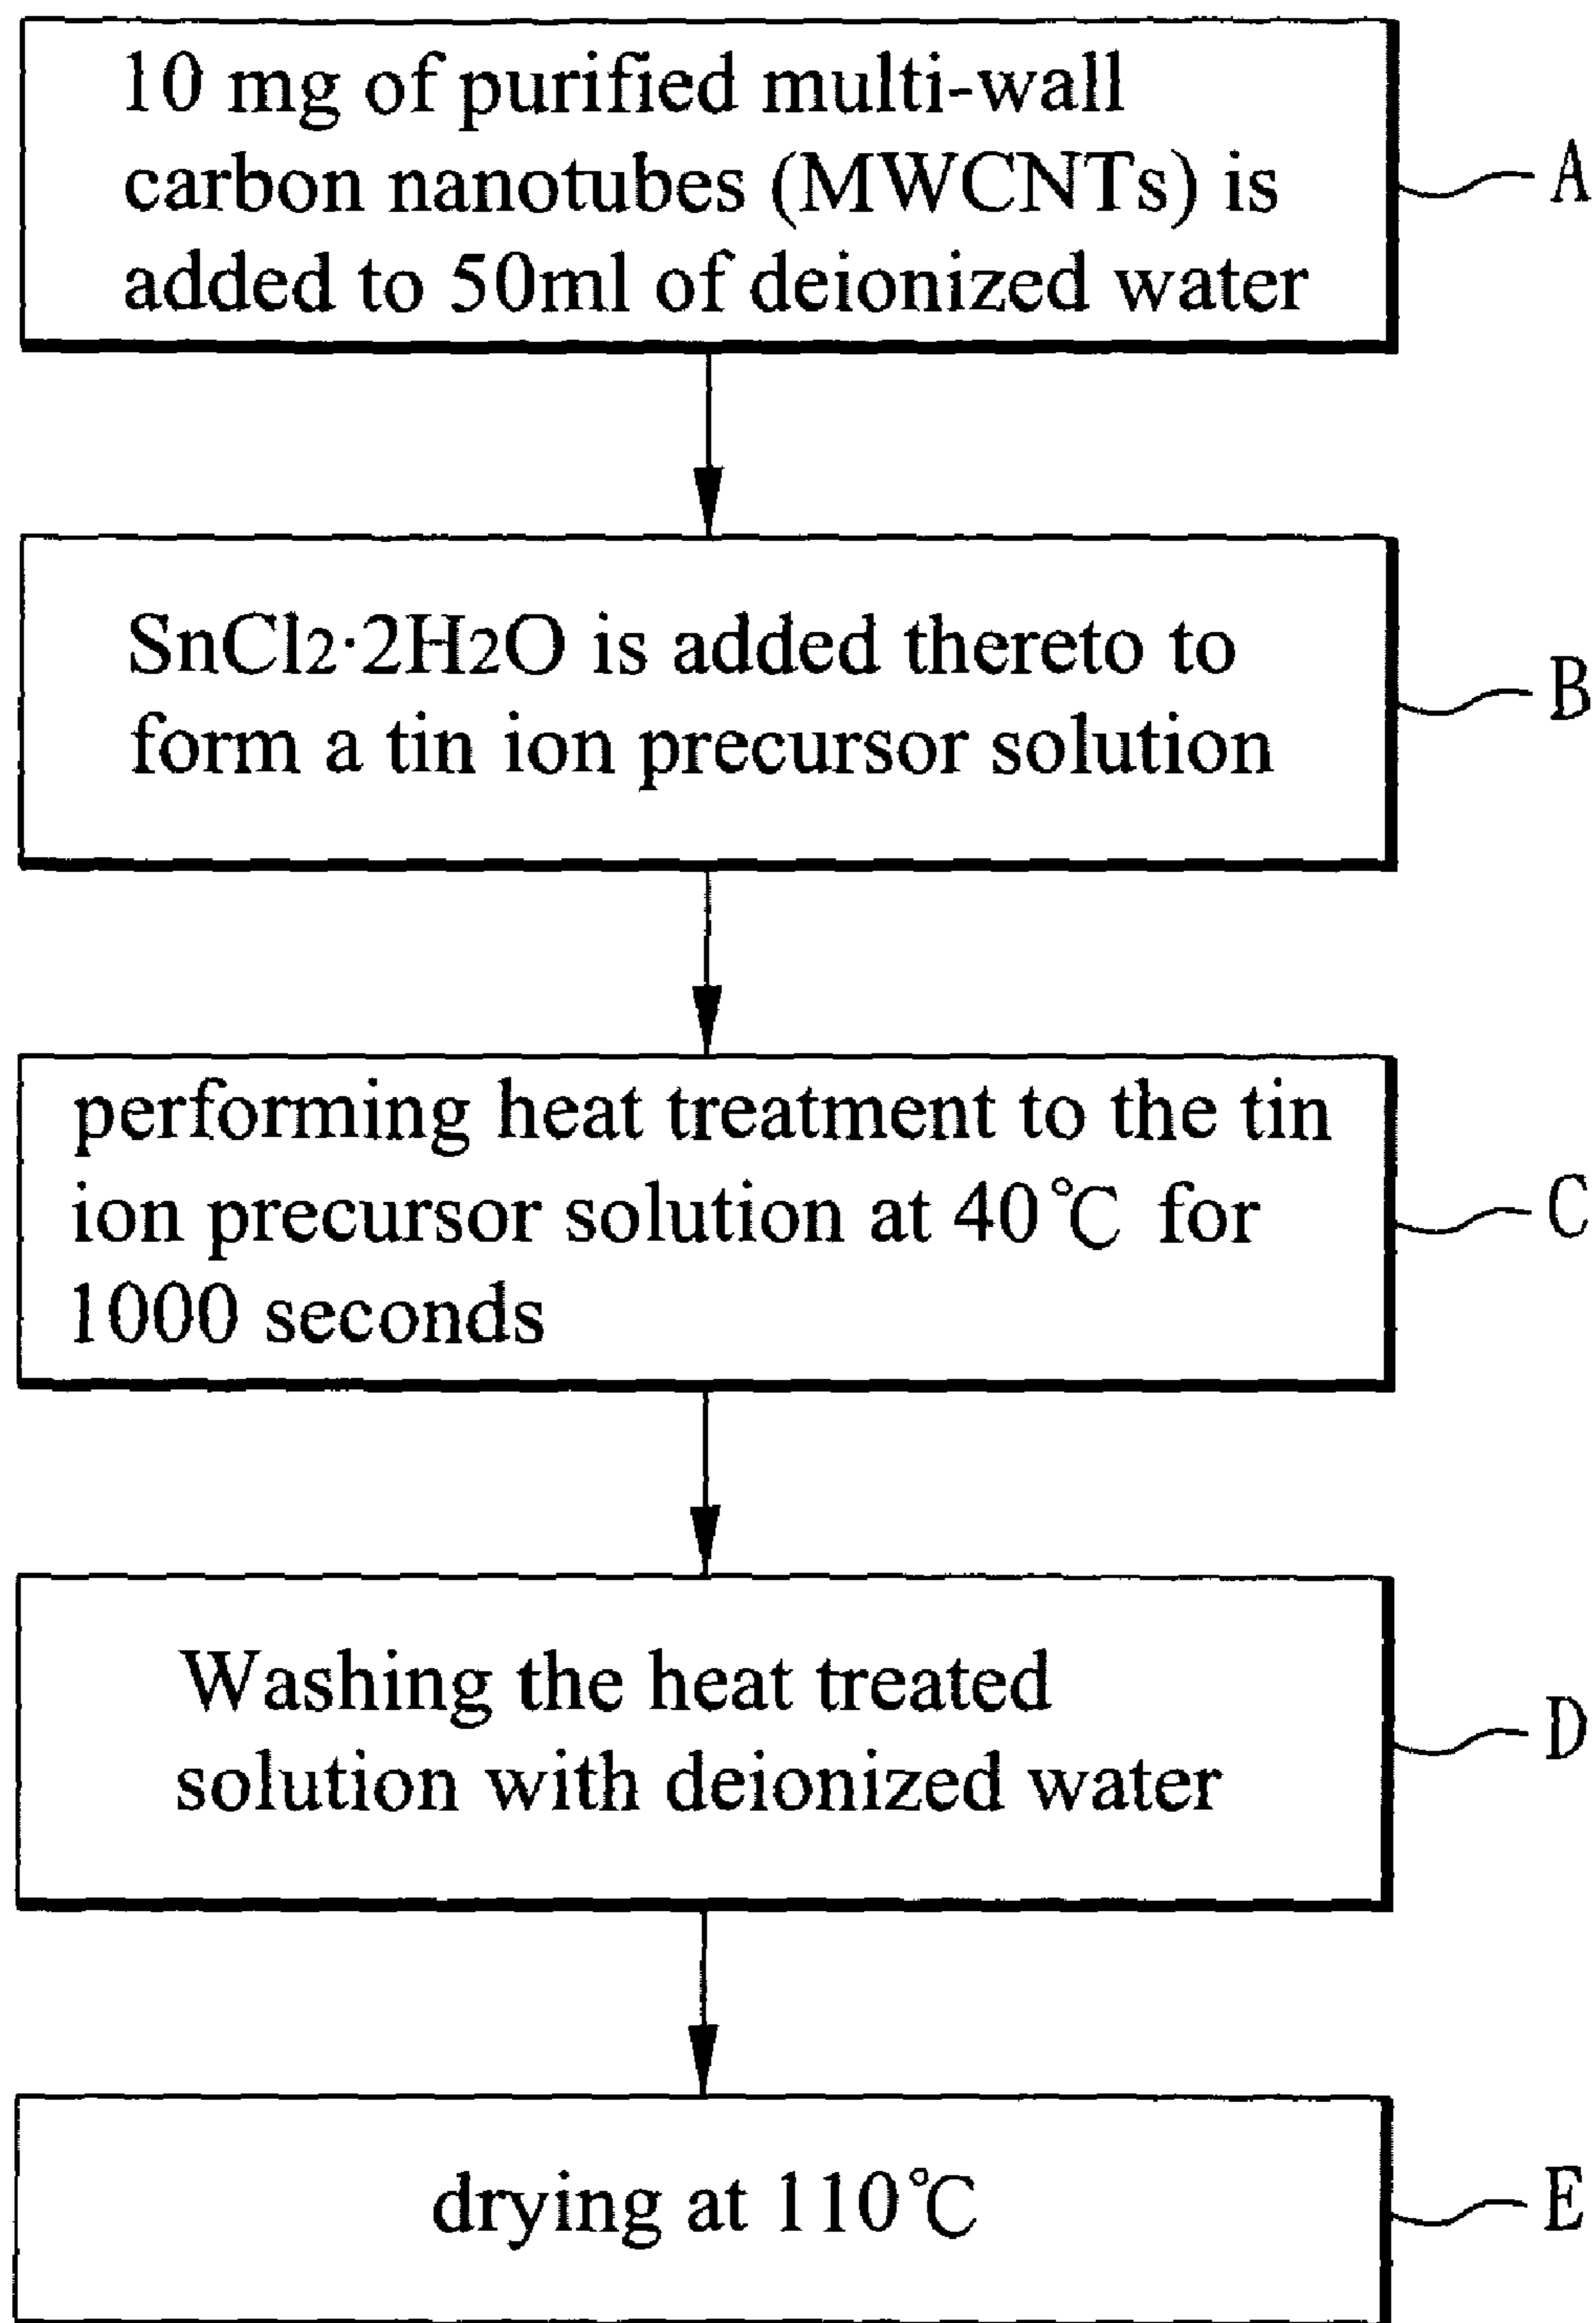 10 mg of purified multi-wall
carbon nanotubes (MWCNTs) is
added to 50ml of deionized water
A
SnCl2·2H2O is added thereto to
form a tin ion precursor solution
B
performing heat treatment to the tin
ion precursor solution at 40℃ for
1000 seconds
C
Washing the heat treated
solution with deionized water
D
drying at 110℃
E